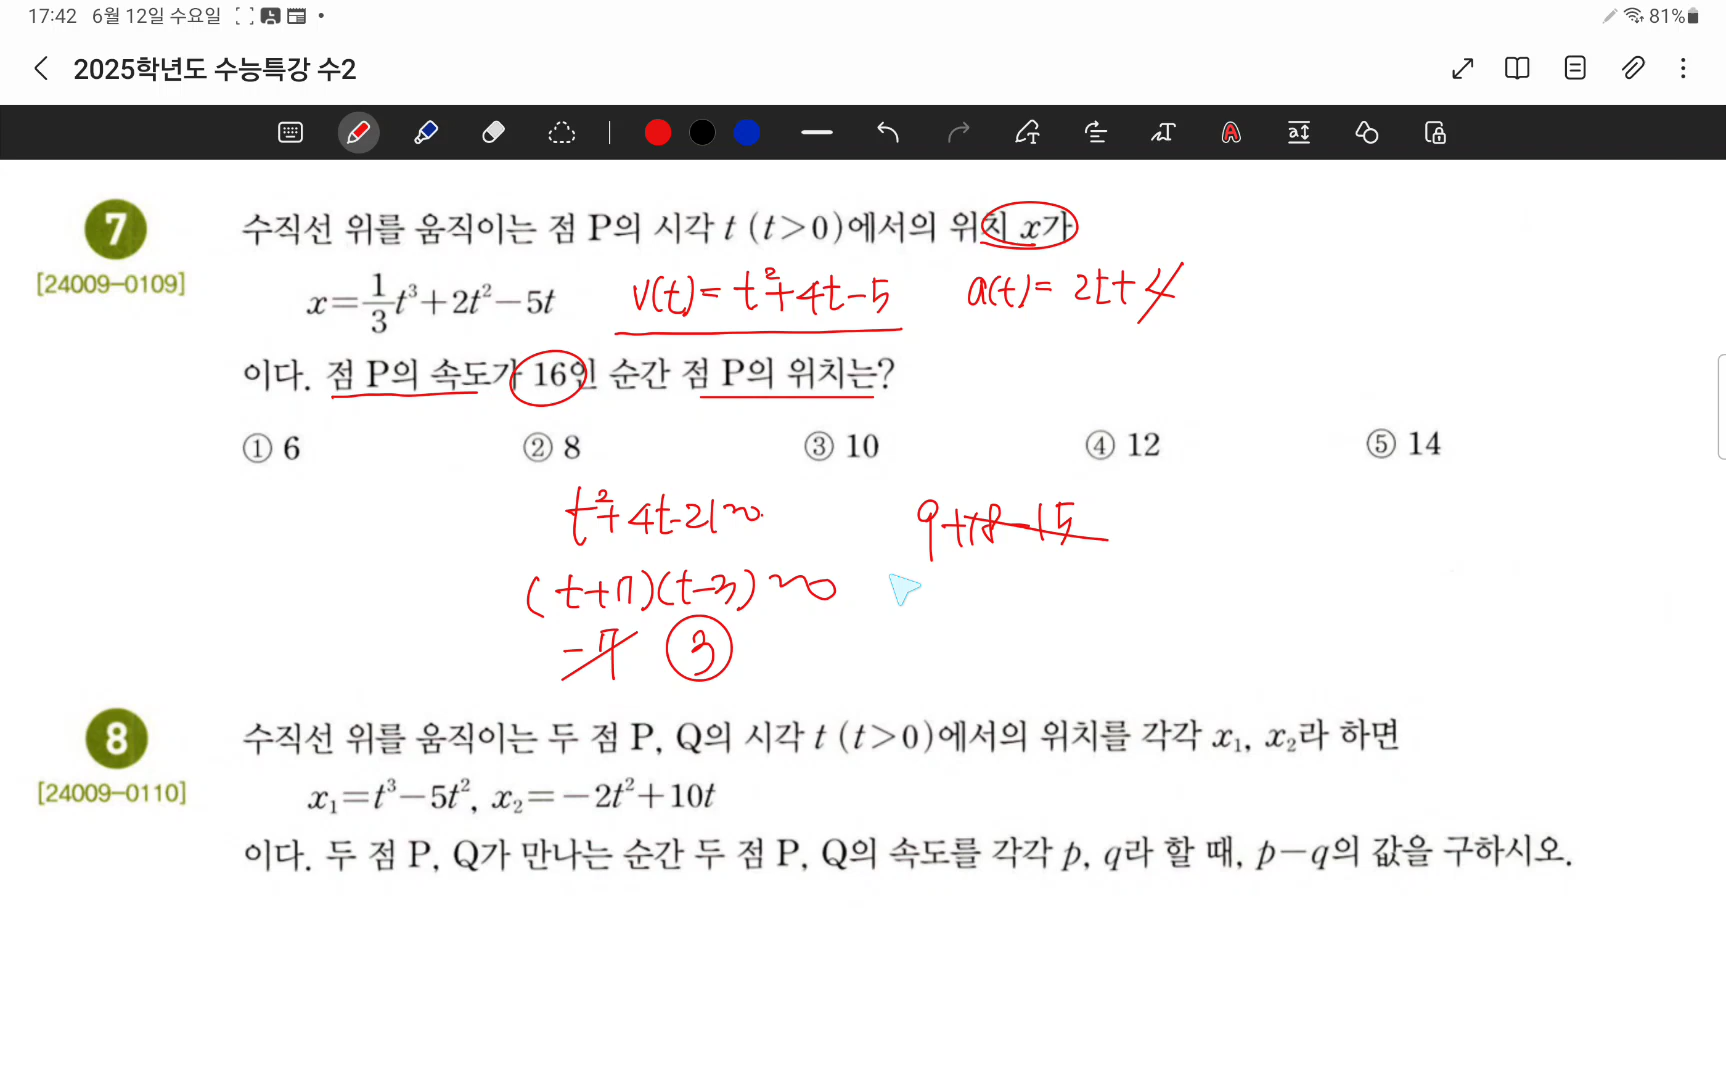 17:42 6월 12일 수요일
81%
2025학년도 수능특강 수2
7
[24009-0109]
수직선 위를 움직이는 점 P의 시각 t (t>0)에서의 위치 x가
x=\frac{1}{3}t³+2t²-5t
v(t)=t²+4t-5
a(t)=2t+4
이다. 점 P의 속도가 16인 순간 점 P의 위치는?
① 6 ② 8 ③ 10 ④ 12 ⑤ 14
t²+4t-21=0.
9+18-15
(t+7)(t-3)=0
-7 3
8
[24009-0110]
수직선 위를 움직이는 두 점 P, Q의 시각 t (t>0)에서의 위치를 각각 x₁, x₂라 하면
x₁=t³-5t², x₂=-2t²+10t
이다. 두 점 P, Q가 만나는 순간 두 점 P, Q의 속도를 각각 p, q라 할 때, p-q의 값을 구하시오.